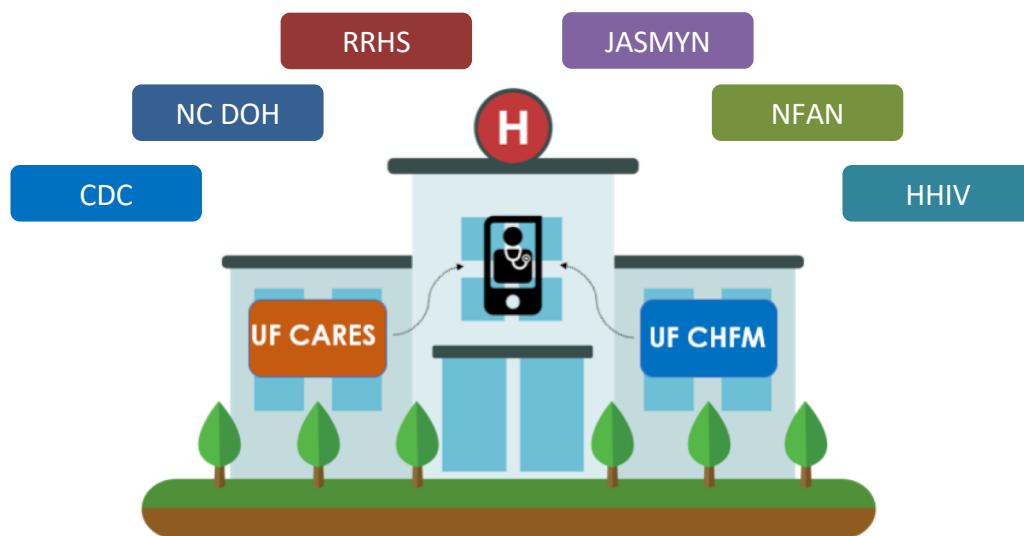 RRHS
JASMYN
NC DOH
NFAN
CDC
HHIV
H
UF CARES
UF CHFM